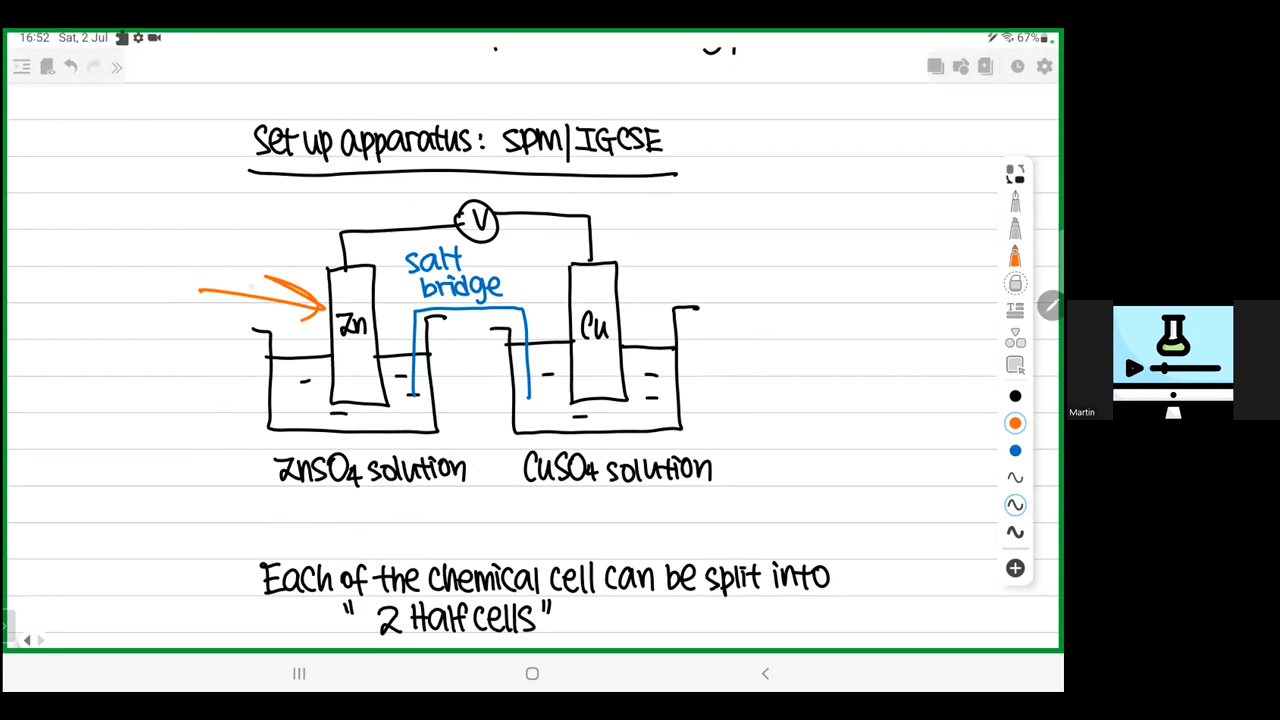 16:52 Sat, 2 Jul
67%
Set up apparatus: SPM/IGCSE
V
salt
bridge
Zn
Cu
ZnSO4 solution
CuSO4 solution
Each of the chemical cell can be split into
" 2 Half cells"
Martin